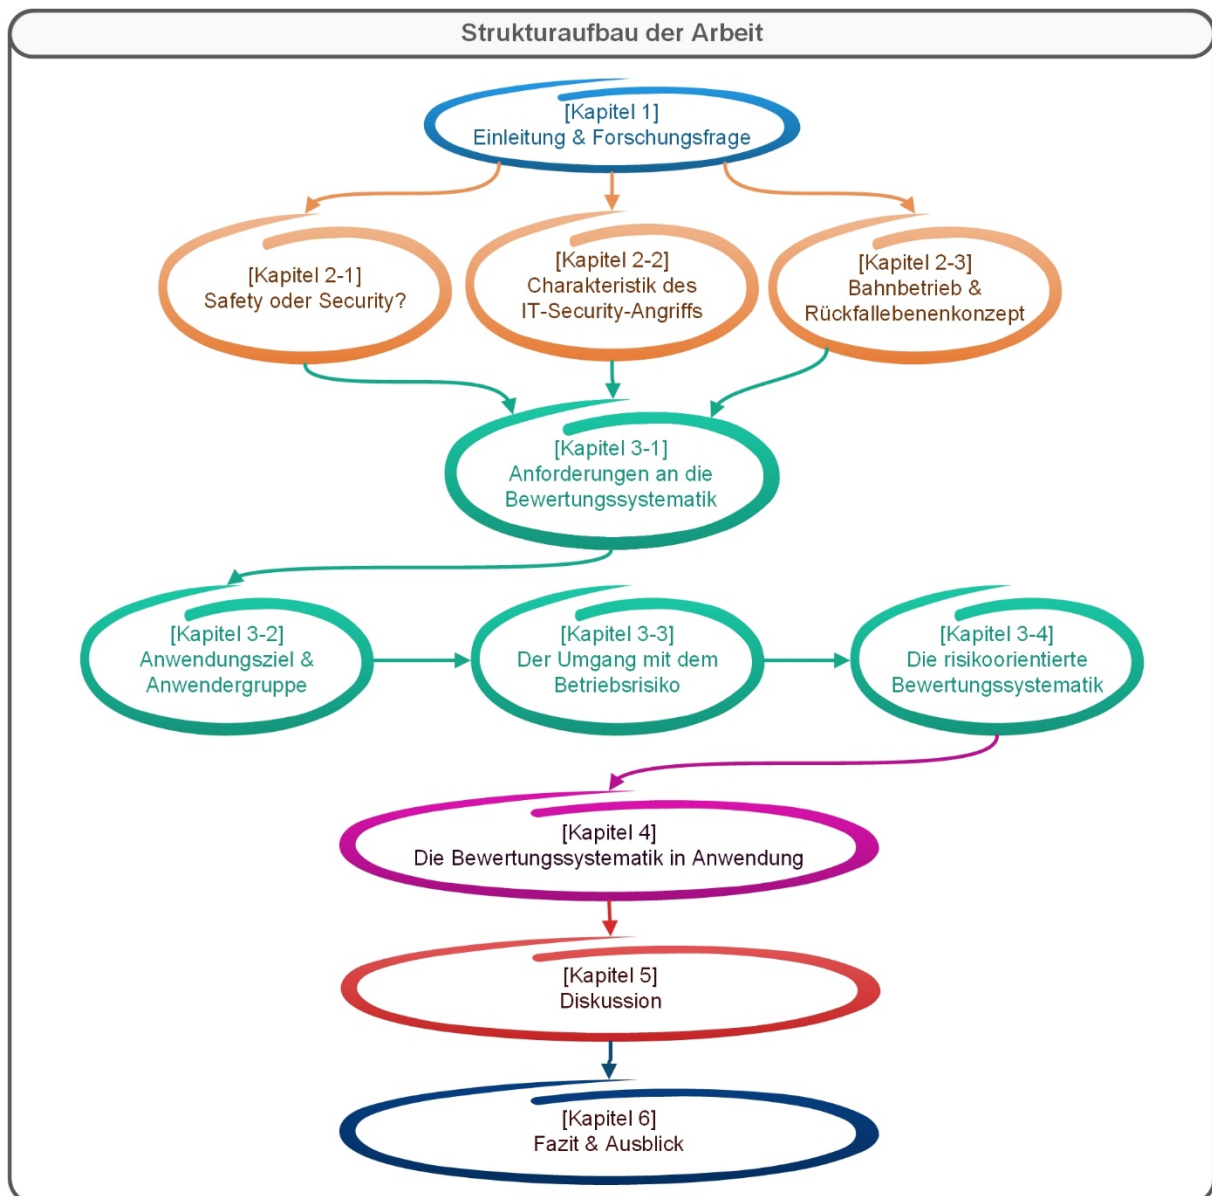 Strukturaufbau der Arbeit
[Kapitel 1]
Einleitung & Forschungsfrage
[Kapitel 2-1]
Safety oder Security?
[Kapitel 2-2]
Charakteristik des
IT-Security-Angriffs
[Kapitel 2-3]
Bahnbetrieb &
Rückfallebenenkonzept
[Kapitel 3-1]
Anforderungen an die
Bewertungssystematik
[Kapitel 3-2]
Anwendungsziel &
Anwendergruppe
[Kapitel 3-3]
Der Umgang mit dem
Betriebsrisiko
[Kapitel 3-4]
Die risikoorientierte
Bewertungssystematik
[Kapitel 4]
Die Bewertungssystematik in Anwendung
[Kapitel 5]
Diskussion
[Kapitel 6]
Fazit & Ausblick